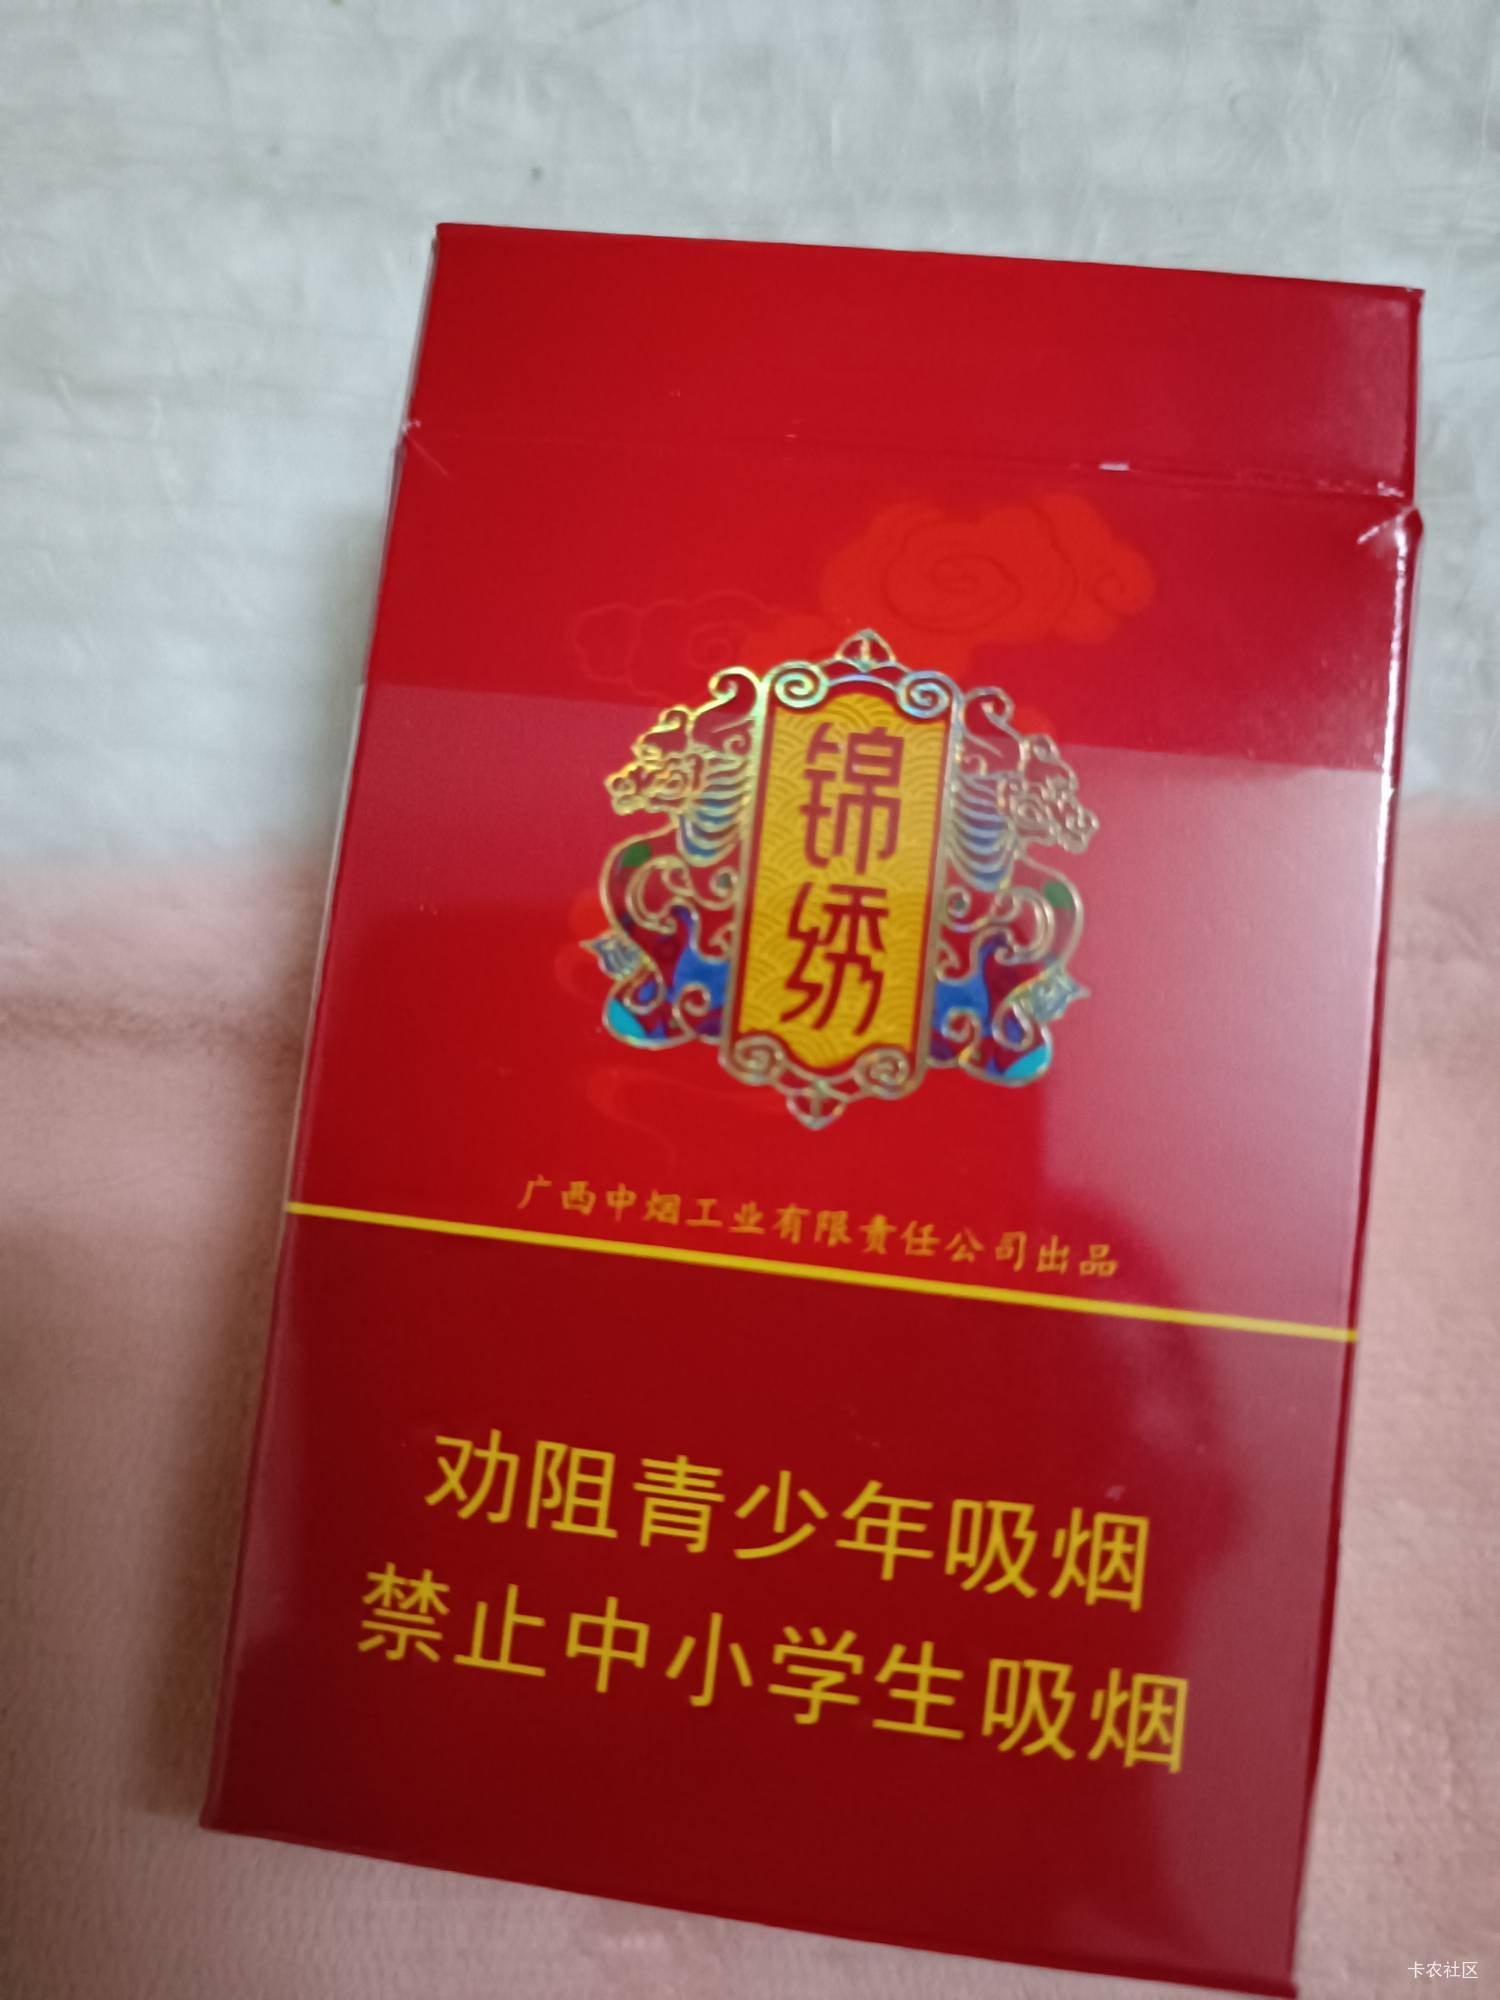 锦
绣
广西中烟工业有限责任公司出品
劝阻青少年吸烟
禁止中小学生吸烟
卡农社区